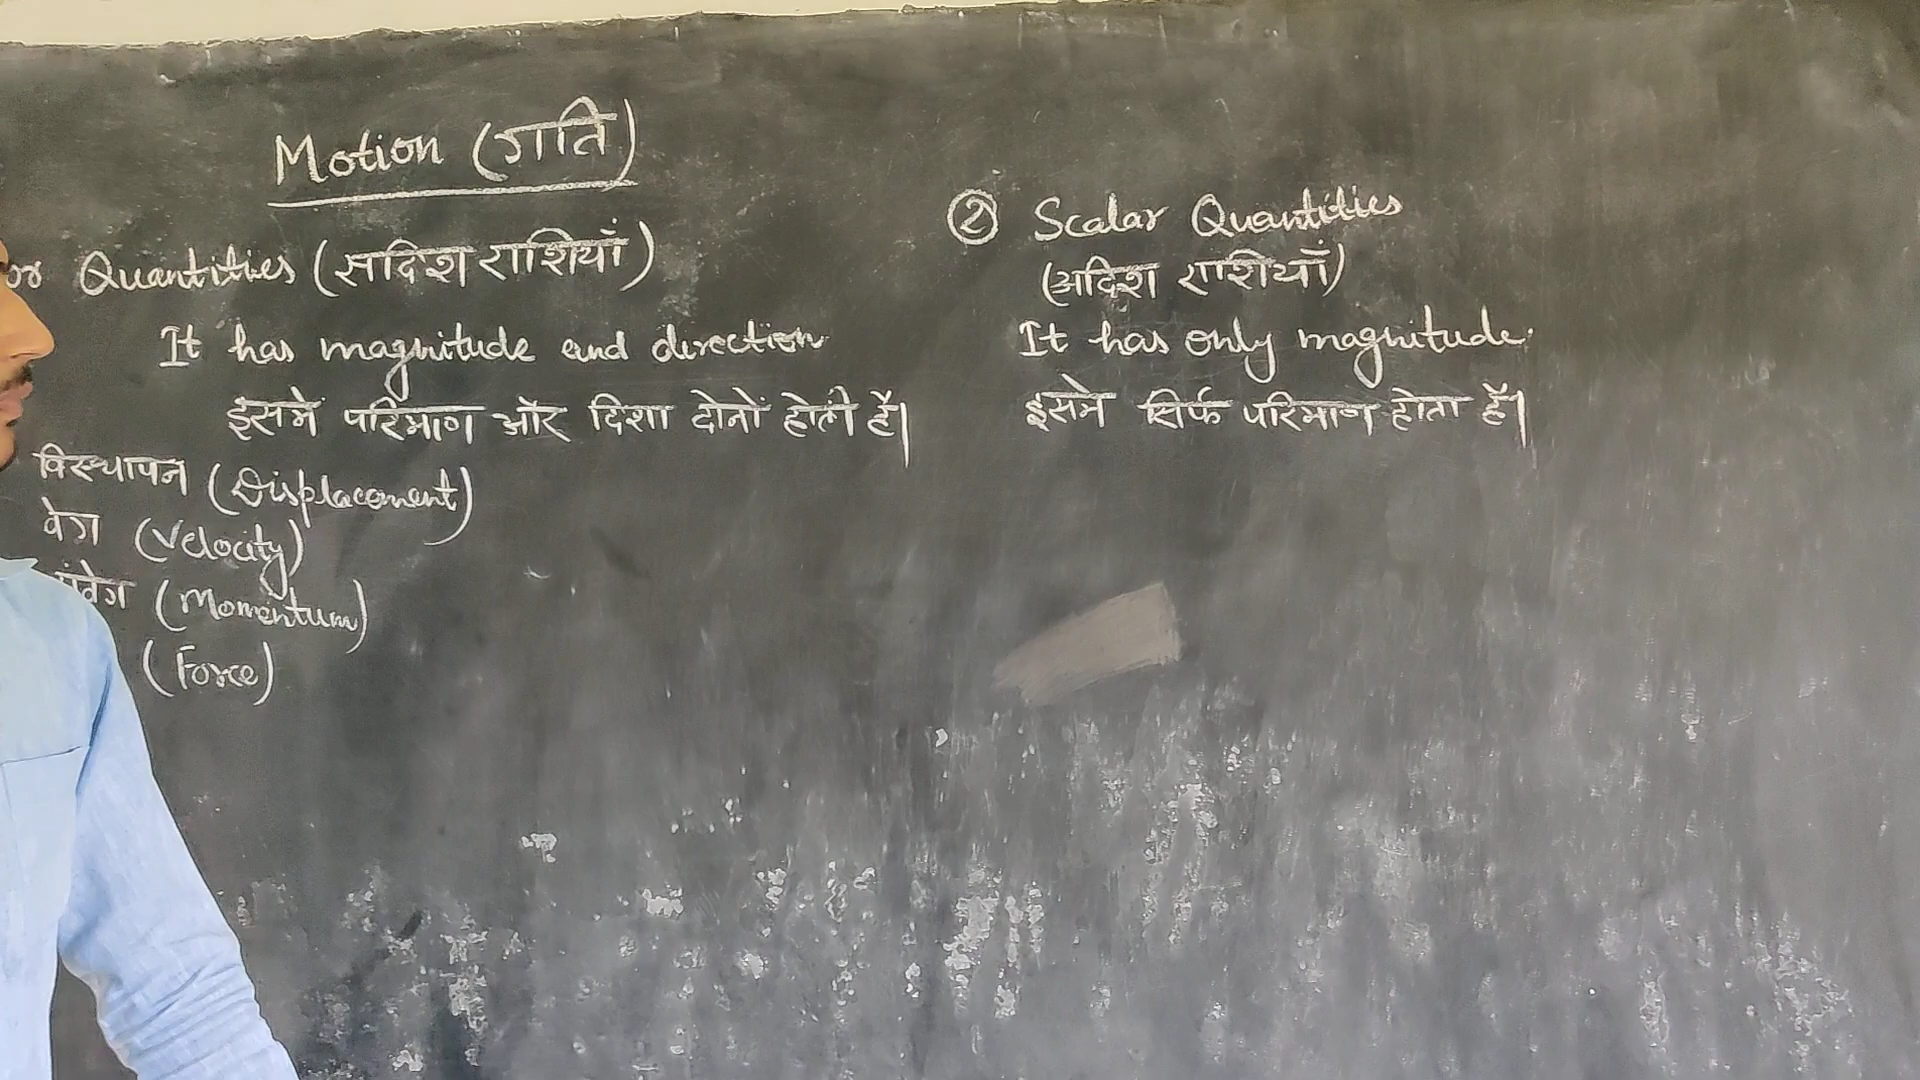 Motion (गति)
Quantities (सदिश राशियाँ)
It has magnitude and direction
इसमें परिमाण और दिशा दोनों होती है।
विस्थापन (Displacement)
वेग (Velocity)
(Momentum)
(Force)
② Scalar Quantities
(अदिश राशियाँ)
It has only magnitude.
इसमे सिर्फ परिमाण होता है।